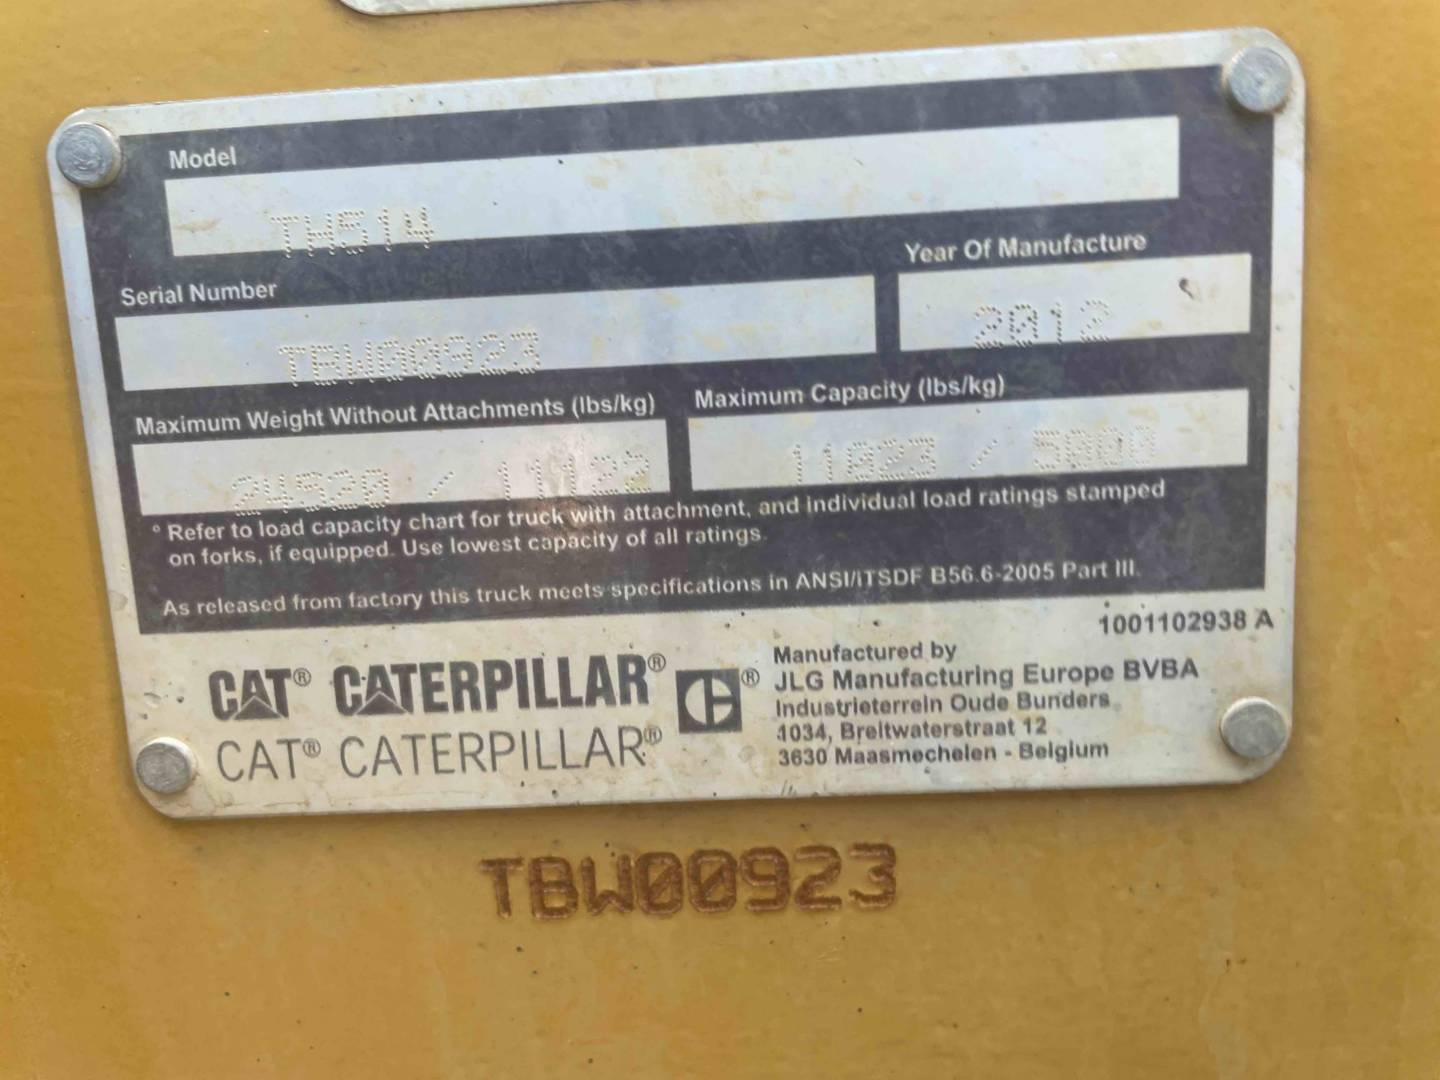 Model
TH514
Serial Number
Year Of Manufacture
TBW00923
2012
Maximum Weight Without Attachments (lbs/kg)
Maximum Capacity (lbs/kg)
24520 / 11122
11023 / 5000
° Refer to load capacity chart for truck with attachment, and individual load ratings stamped
on forks, if equipped. Use lowest capacity of all ratings.
As released from factory this truck meets specifications in ANSI/ITSDF B56.6-2005 Part III.
1001102938 A
CAT® CATERPILLAR® ®
CAT® CATERPILLAR®
Manufactured by
JLG Manufacturing Europe BVBA
Industrieterrein Oude Bunders
1034, Breitwaterstraat 12
3630 Maasmechelen - Belgium
TBW00923